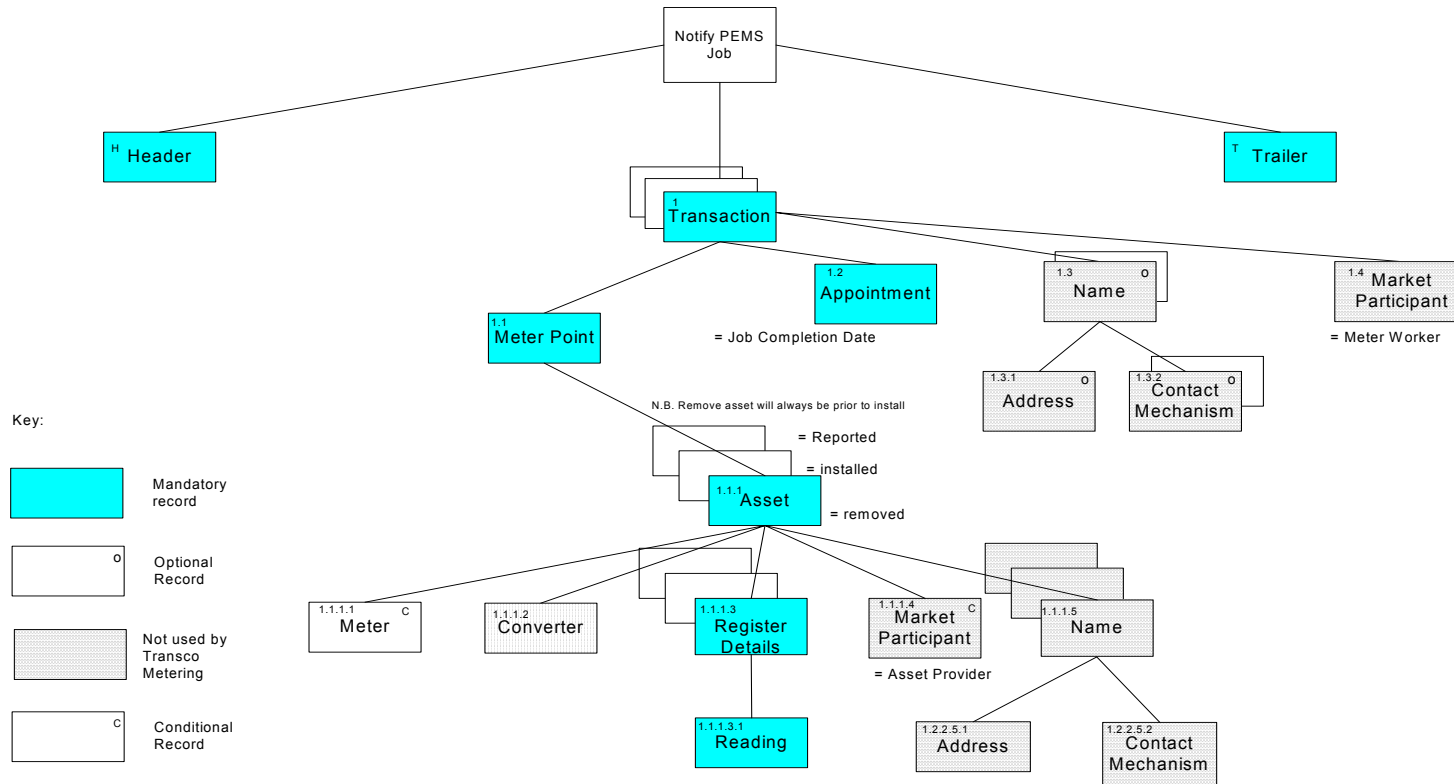 Notify PEMS
Job
H
Header
T
Trailer
1
Transaction
1.2
Appointment
= Job Completion Date
1.3
O
Name
1.4
Market
Participant
= Meter Worker
1.1
Meter Point
1.3.1
O
Address
1.3.2
O
Contact
Mechanism
N.B. Remove asset will always be prior to install
= Reported
= installed
1.1.1
Asset
= removed
Key:
Mandatory
record
O
Optional
Record
Not used by
Transco
Metering
C
Conditional
Record
1.1.1.1
C
Meter
1.1.1.2
Converter
1.1.1.3
Register
Details
1.1.1.4
C
Market
Participant
= Asset Provider
1.1.1.5
Name
1.1.1.3.1
Reading
1.2.2.5.1
Address
1.2.2.5.2
Contact
Mechanism